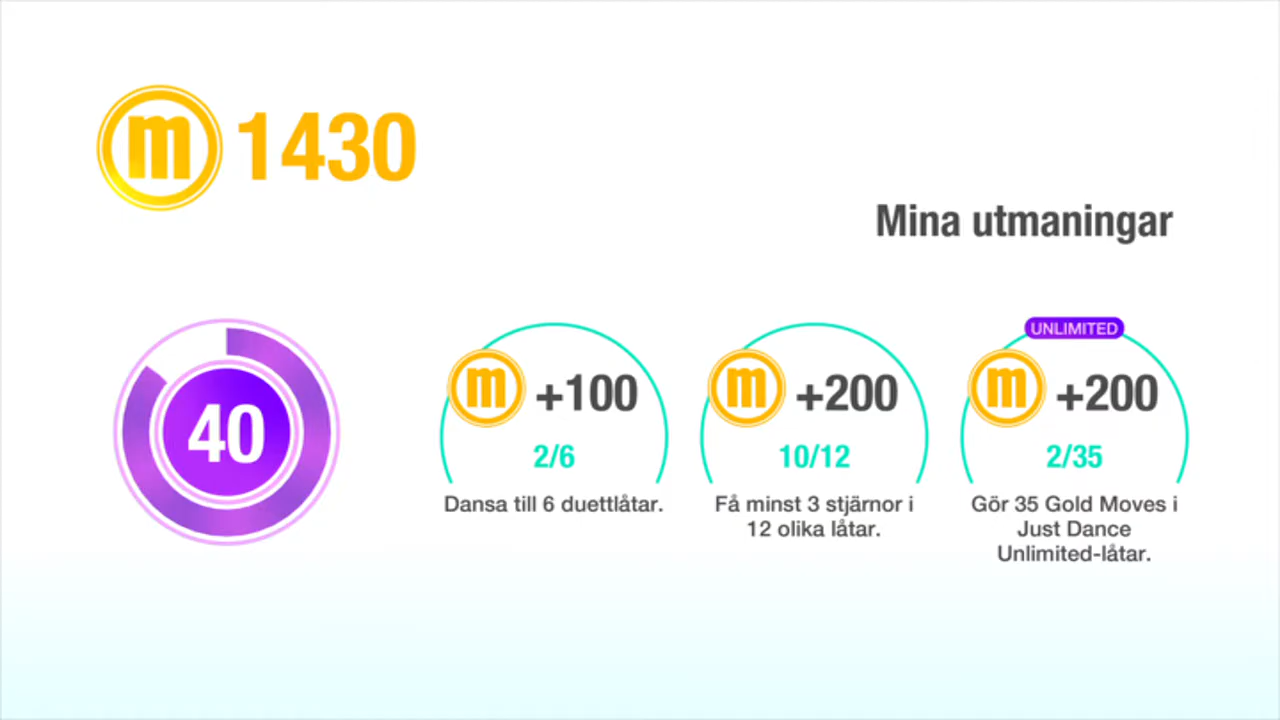 m 1430
Mina utmaningar
40
m +100
2/6
Dansa till 6 duettlåtar.
m +200
10/12
Få minst 3 stjärnor i
12 olika låtar.
UNLIMITED
m +200
2/35
Gör 35 Gold Moves i
Just Dance
Unlimited-låtar.